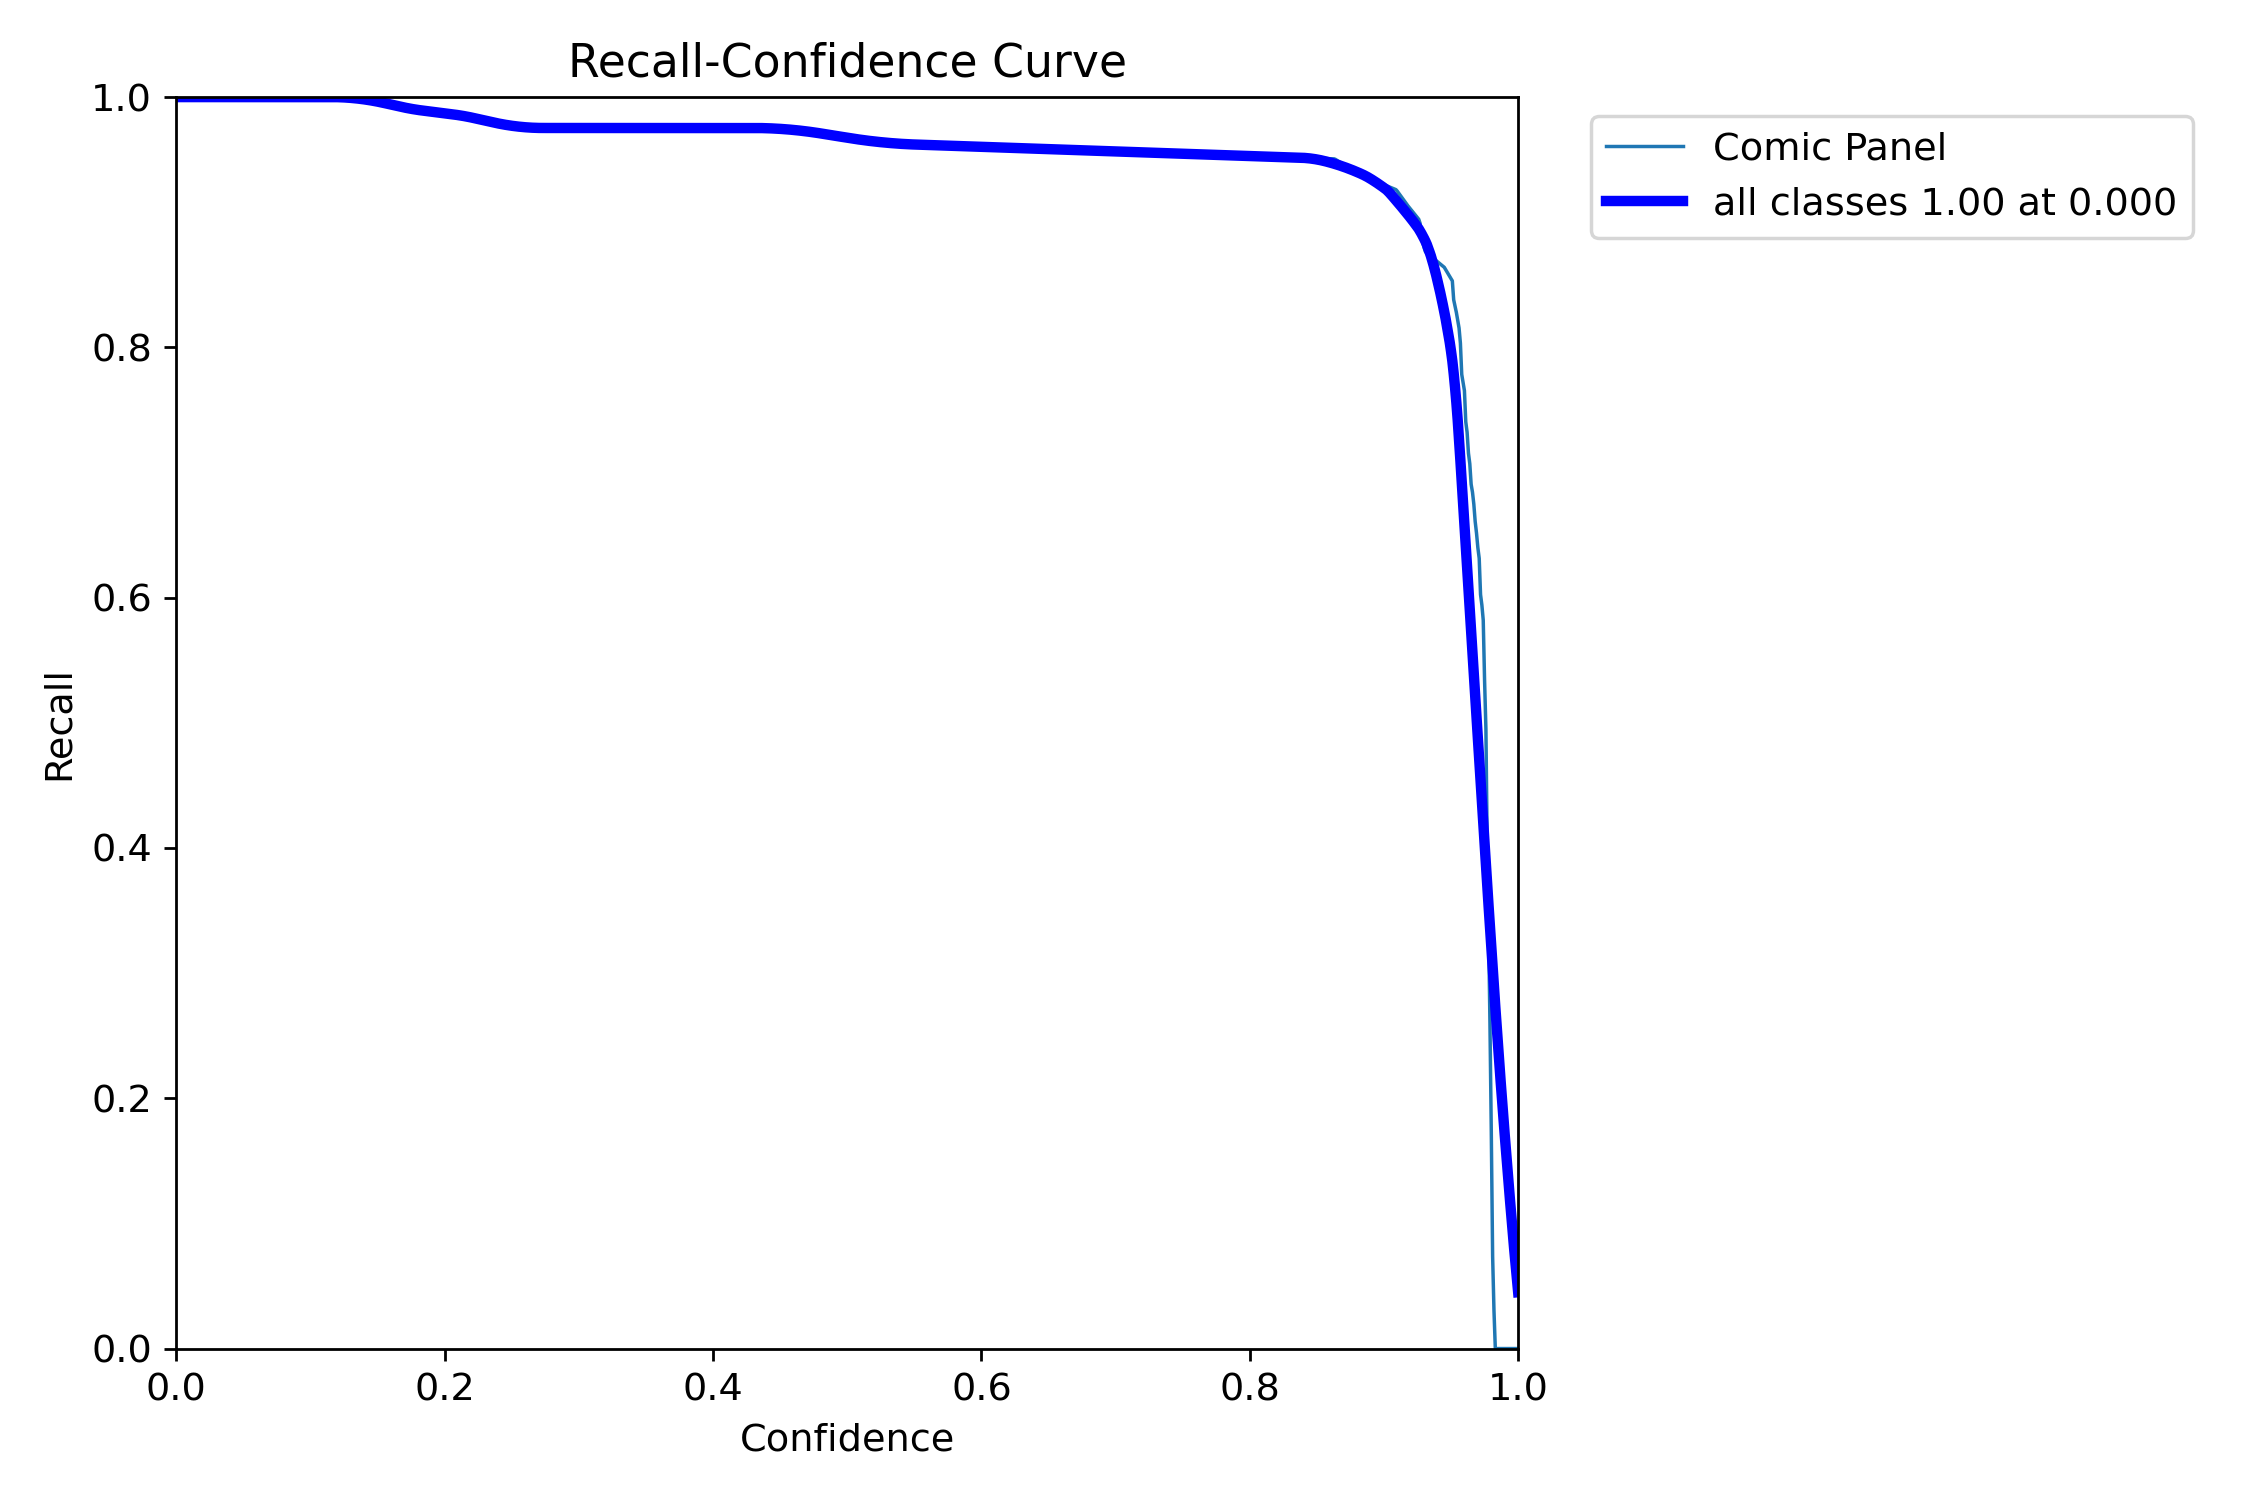 Recall-Confidence Curve
Comic Panel
all classes 1.00 at 0.000
1.0
0.8
0.6
0.4
0.2
0.0
Recall
0.0 0.2 0.4 0.6 0.8 1.0
Confidence